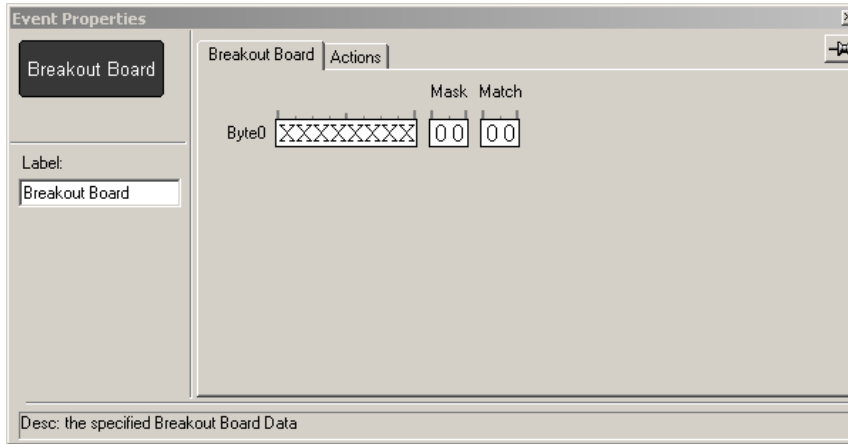 Event Properties
Breakout Board
Breakout Board Actions
Mask Match
Byte0 XXXXXXXX 00 00
Label:
Breakout Board
Desc: the specified Breakout Board Data